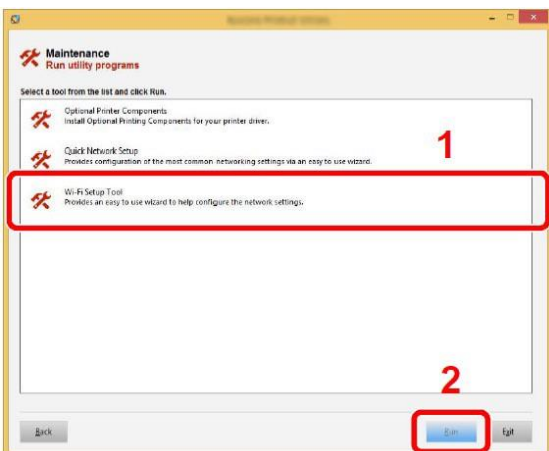 Maintenance
Run utility programs
Select a tool from the list and click Run.
Optional Printer Components
Install Optional Printing Components for your printer driver.
1
Quick Network Setup
Provides configuration of the most common networking settings via an easy to use wizard.
Wi-Fi Setup Tool
Provides an easy to use wizard to help configure the network settings.
2
Back
Run
Exit